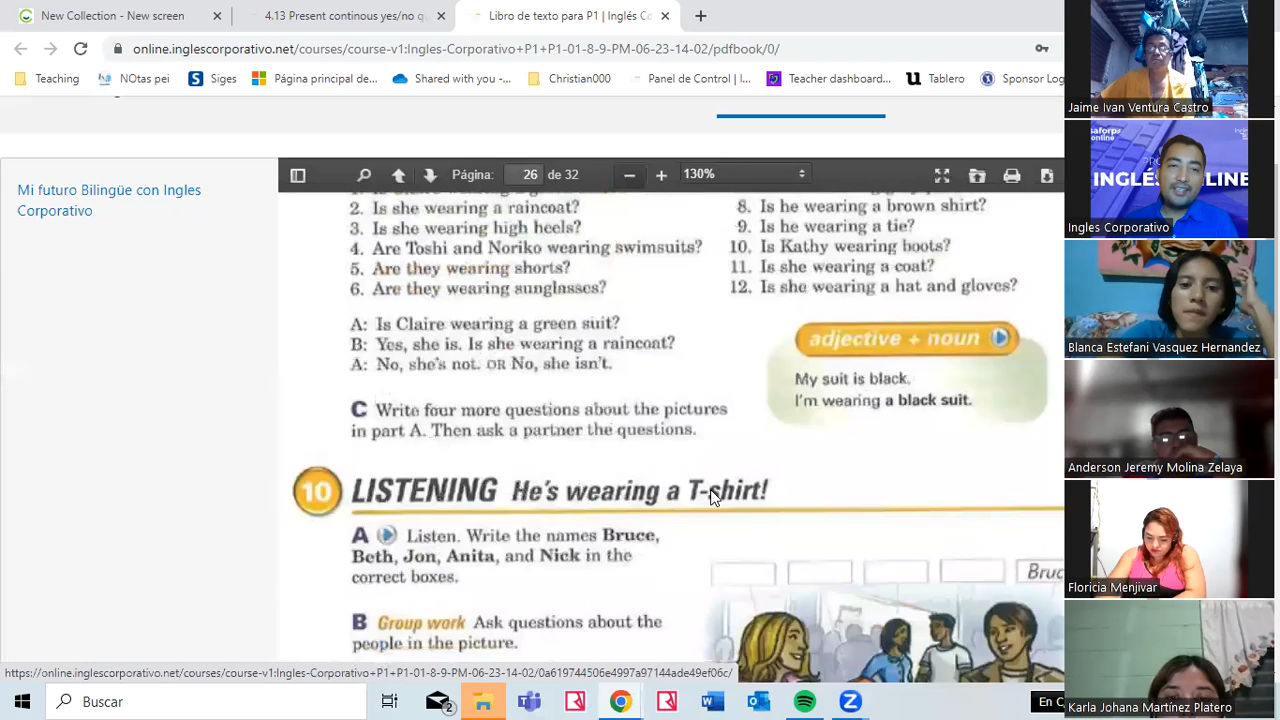 New Collection - New screen
4.13 Present continous yes/no qu
Libro de texto para P1 | Inglés Co
online.inglescorporativo.net/courses/course-v1:Ingles-Corporativo+P1+P1-01-8-9-PM-06-23-14-02/pdfbook/0/
Teaching
NOtas pei
Siges
Página principal de...
Shared with you -...
Christian000
Panel de Control | I...
Teacher dashboard...
Tablero
Sponsor Log
Mi futuro Bilingüe con Ingles
Corporativo
Página: 26 de 32
130%
2. Is she wearing a raincoat?
3. Is she wearing high heels?
4. Are Toshi and Noriko wearing swimsuits?
5. Are they wearing shorts?
6. Are they wearing sunglasses?
8. Is he wearing a brown shirt?
9. Is he wearing a tie?
10. Is Kathy wearing boots?
11. Is she wearing a coat?
12. Is she wearing a hat and gloves?
A: Is Claire wearing a green suit?
B: Yes, she is. Is she wearing a raincoat?
A: No, she's not. OR No, she isn't.
adjective + noun
My suit is black.
I'm wearing a black suit.
C Write four more questions about the pictures
in part A. Then ask a partner the questions.
10 LISTENING He's wearing a T-shirt!
A Listen. Write the names Bruce,
Beth, Jon, Anita, and Nick in the
correct boxes.
Bruc
B Group work Ask questions about the
people in the picture.
https://online.inglescorporativo.net/courses/course-v1:Ingles-Corporativo+P1+P1-01-8-9-PM-06-23-14-02/0a619744506e4997a97144ade49ef06c/
Buscar
2
En C
Jaime Ivan Ventura Castro
INGLÉS ONLINE
Ingles Corporativo
Blanca Estefani Vasquez Hernandez
Anderson Jeremy Molina Zelaya
Floricia Menjivar
Karla Johana Martínez Platero